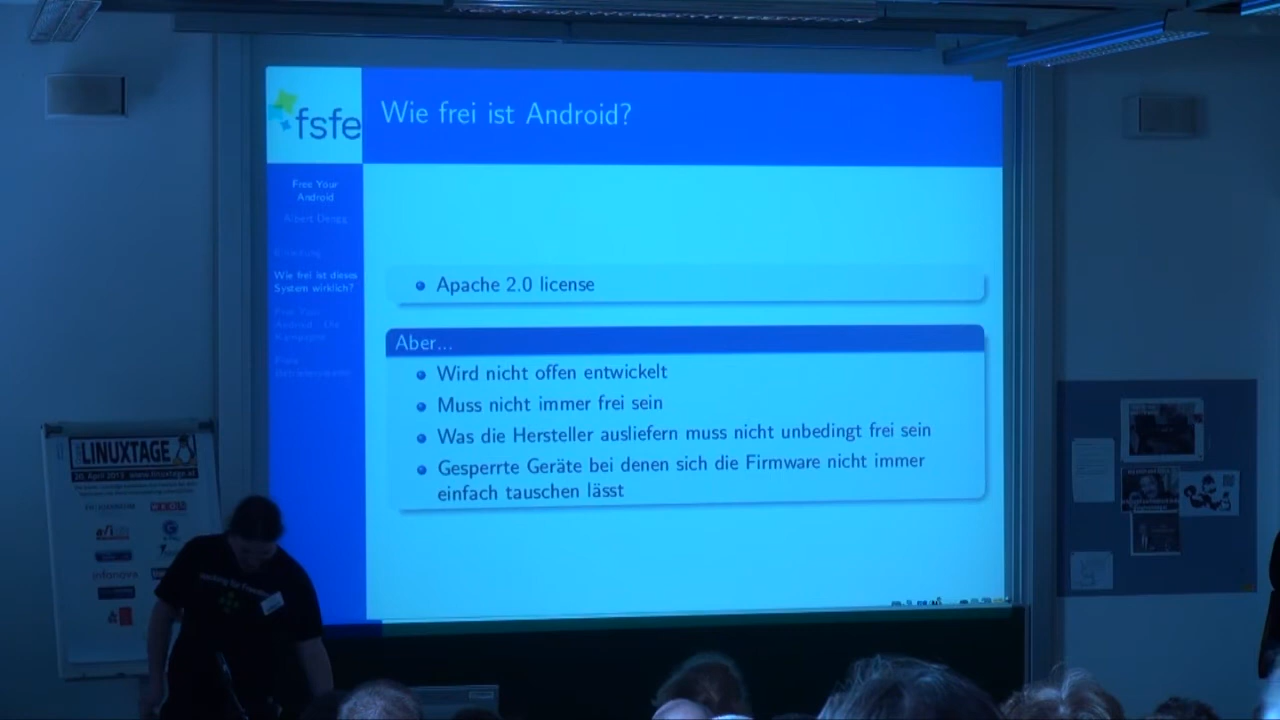 fsfe
Wie frei ist Android?
Free Your
Android
Albert Dengg
Wie frei ist dieses
System wirklich?
Apache 2.0 license
Aber...
Wird nicht offen entwickelt
Muss nicht immer frei sein
Was die Hersteller ausliefern muss nicht unbedingt frei sein
Gesperrte Geräte bei denen sich die Firmware nicht immer
einfach tauschen lässt
LINUXTAGE